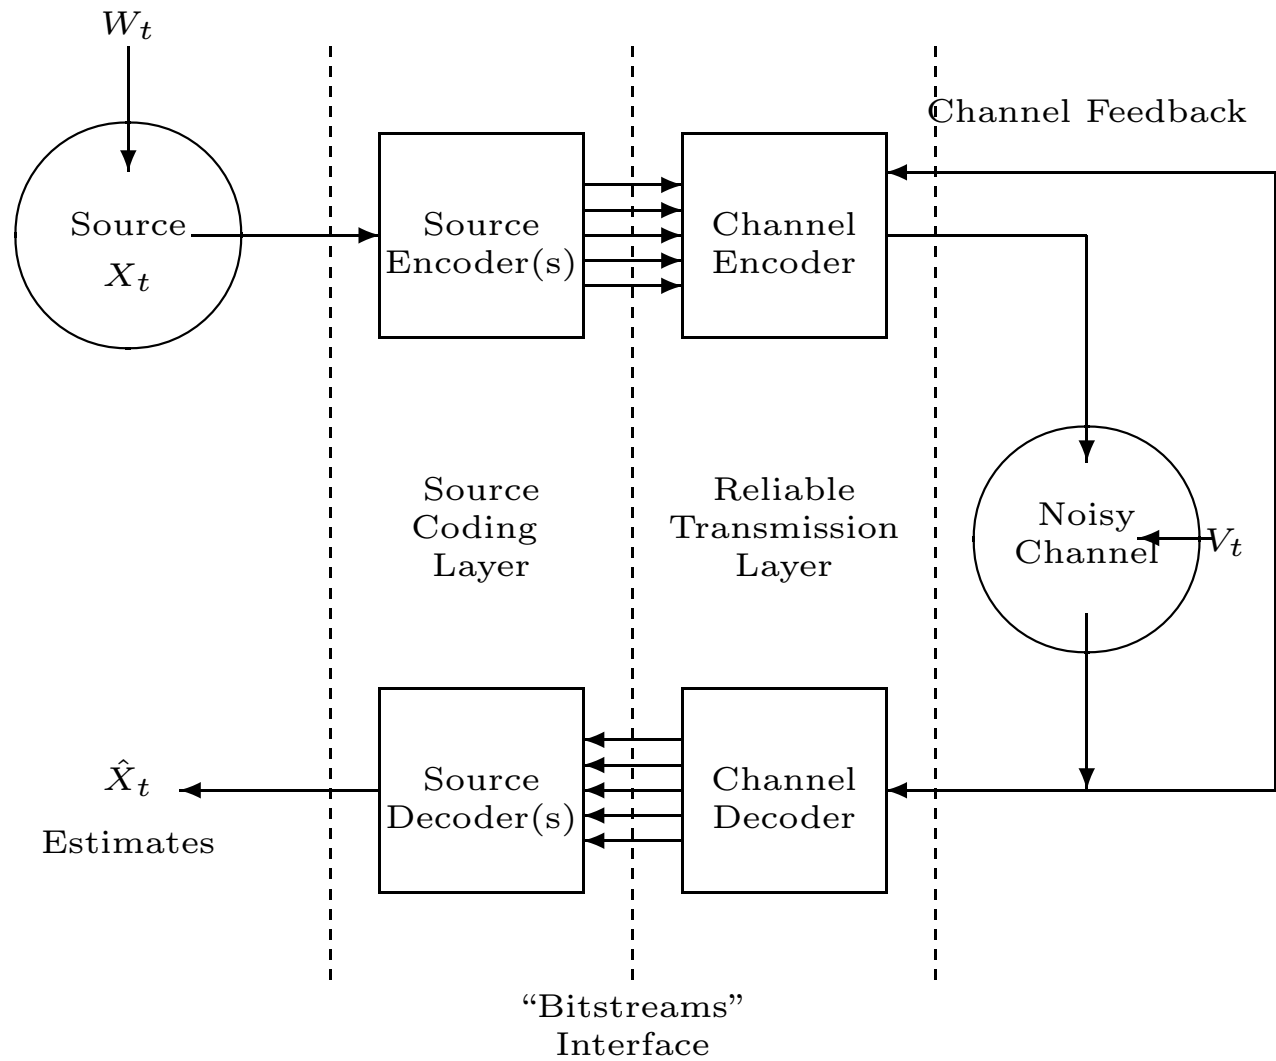 W_t
Channel Feedback
Source
X_t
Source
Encoder(s)
Channel
Encoder
Source
Coding
Layer
Reliable
Transmission
Layer
Noisy
Channel
V_t
X̂_t
Estimates
Source
Decoder(s)
Channel
Decoder
“Bitstreams”
Interface